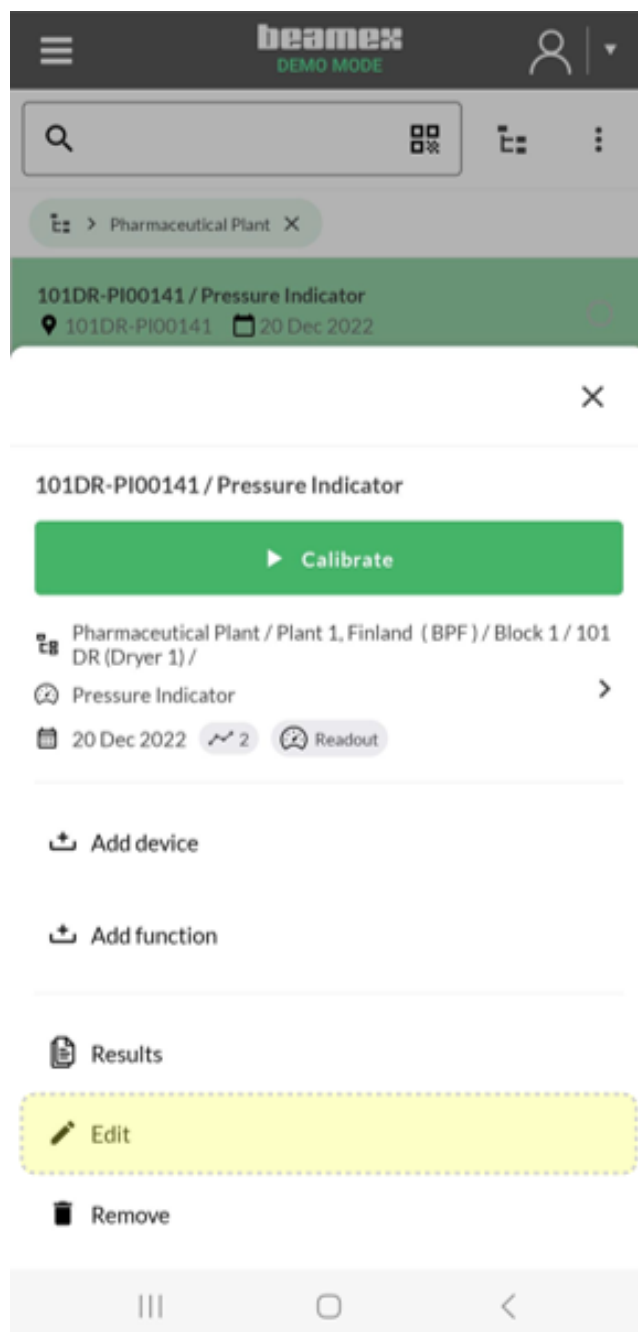 beamex
DEMO MODE
Pharmaceutical Plant
101DR-PI00141 / Pressure Indicator
101DR-PI00141 20 Dec 2022
101DR-PI00141 / Pressure Indicator
Calibrate
Pharmaceutical Plant / Plant 1, Finland ( BPF ) / Block 1 / 101
DR (Dryer 1) /
Pressure Indicator
20 Dec 2022 2 Readout
Add device
Add function
Results
Edit
Remove